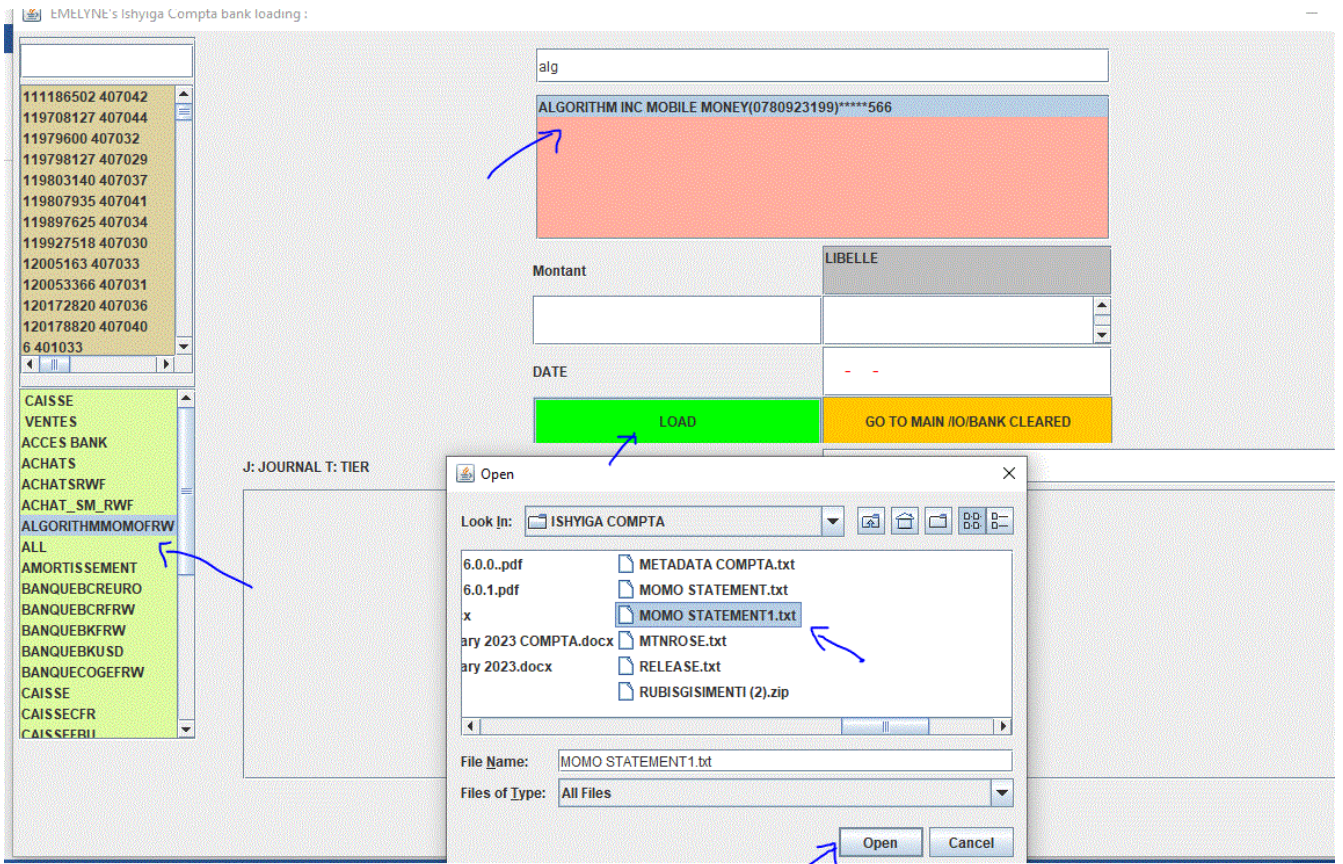 EMELYNE's Ishyiga Compta bank loading :
alg
111186502 407042
119708127 407044
11979600 407032
119798127 407029
119803140 407037
119807935 407041
119897625 407034
119927518 407030
12005163 407033
120053366 407031
120172820 407036
120178820 407040
6 401033
ALGORITHM INC MOBILE MONEY(0780923199)*****566
Montant
LIBELLE
DATE
- -
LOAD
GO TO MAIN /IO/BANK CLEARED
CAISSE
VENTES
ACCES BANK
ACHATS
ACHATSRWF
ACHAT_SM_RWF
ALGORITHMMOMOFRW
ALL
AMORTISSEMENT
BANQUEBCREURO
BANQUEBCRFRW
BANQUEBKFRW
BANQUEBKUSD
BANQUECOGEFRW
CAISSE
CAISSECFR
CAISSEFBU
J: JOURNAL T: TIER
Open
Look In:
ISHYIGA COMPTA
6.0.0..pdf
6.0.1.pdf
x
ary 2023 COMPTA.docx
ary 2023.docx
METADATA COMPTA.txt
MOMO STATEMENT.txt
MOMO STATEMENT1.txt
MTNROSE.txt
RELEASE.txt
RUBISGISIMENTI (2).zip
File Name:
MOMO STATEMENT1.txt
Files of Type:
All Files
Open
Cancel